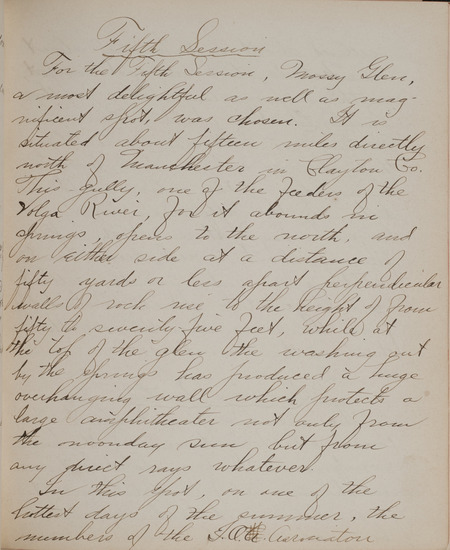 Fifth Session
For the Fifth Session, Mossy Glen,
a most delightful as well as mag-
nificent spot, was chosen. It is
situated about fifteen miles directly
north of Manchester in Clayton Co.
This gully, one of the feeders of the
Volga River, for it abounds in
springs, opens to the north, and
on either side at a distance of
fifty yards or less apart perpendicular
walls of rock rise to the height of from
fifty to seventy-five feet, while at
the top of the glen the washing out
by the springs has produced a huge
overhanging wall which protects a
large amphitheater not only from
the noonday sun but from
any direct rays whatever.
In this spot, on one of the
hottest days of the summer, the
members of the Association